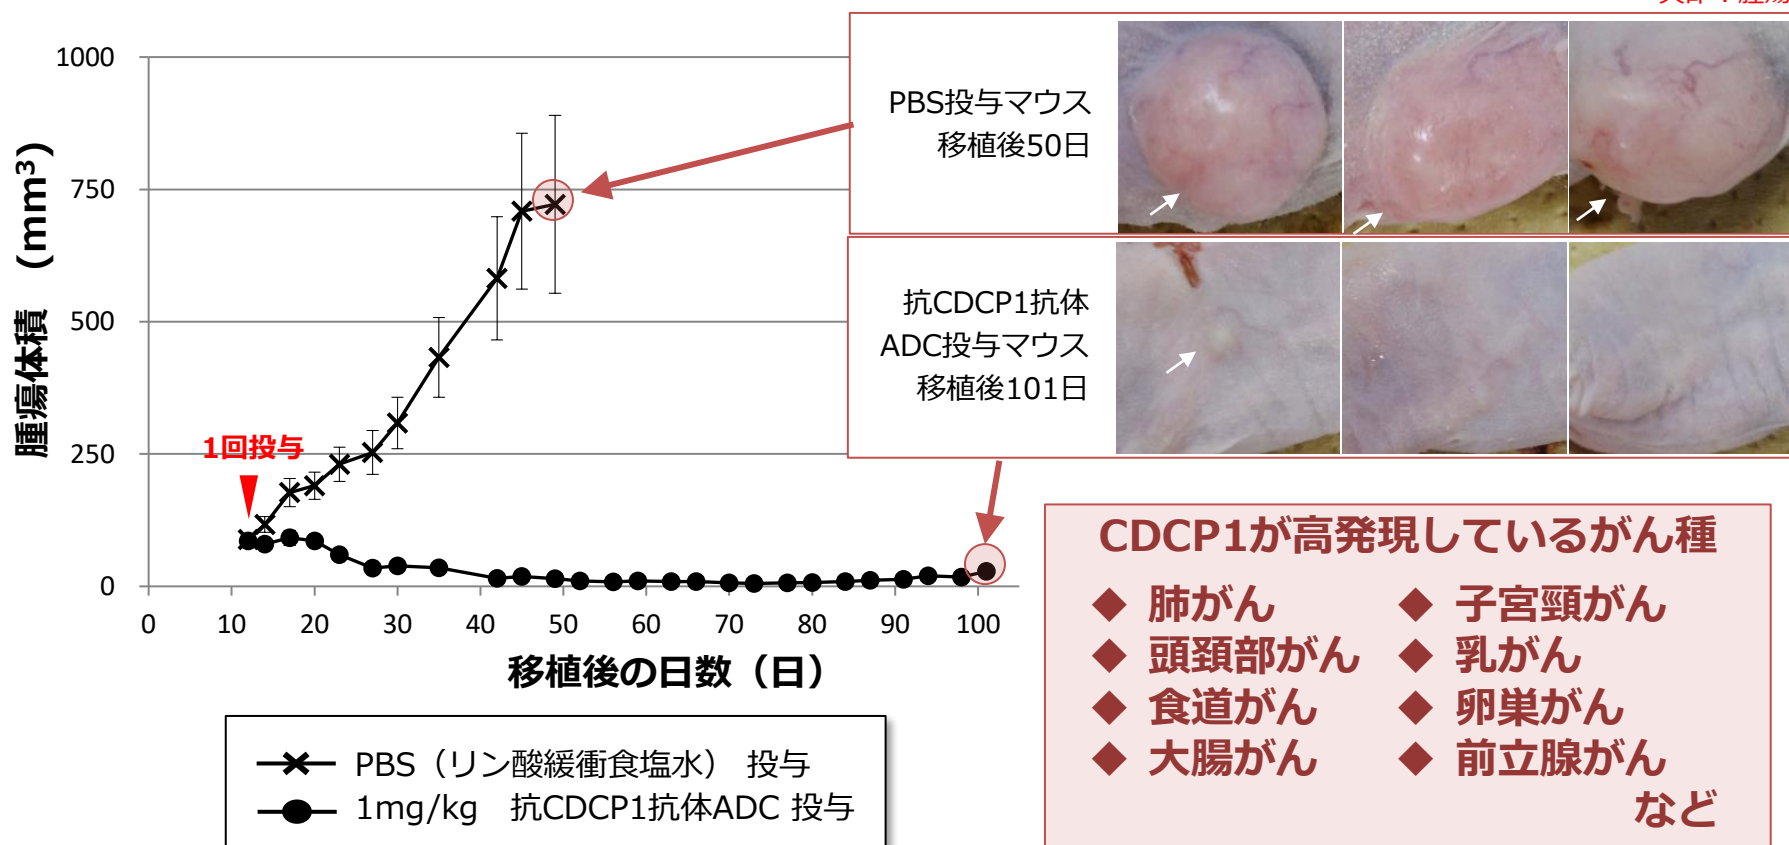 1000
750
500
250
0
腫瘍体積 (mm³)
1回投与
0 10 20 30 40 50 60 70 80 90 100
移植後の日数（日）
PBS（リン酸緩衝食塩水） 投与
1mg/kg 抗CDCP1抗体ADC 投与
PBS投与マウス
移植後50日
抗CDCP1抗体
ADC投与マウス
移植後101日
CDCP1が高発現しているがん種
◆ 肺がん ◆ 子宮頸がん
◆ 頭頚部がん ◆ 乳がん
◆ 食道がん ◆ 卵巣がん
◆ 大腸がん ◆ 前立腺がん
など